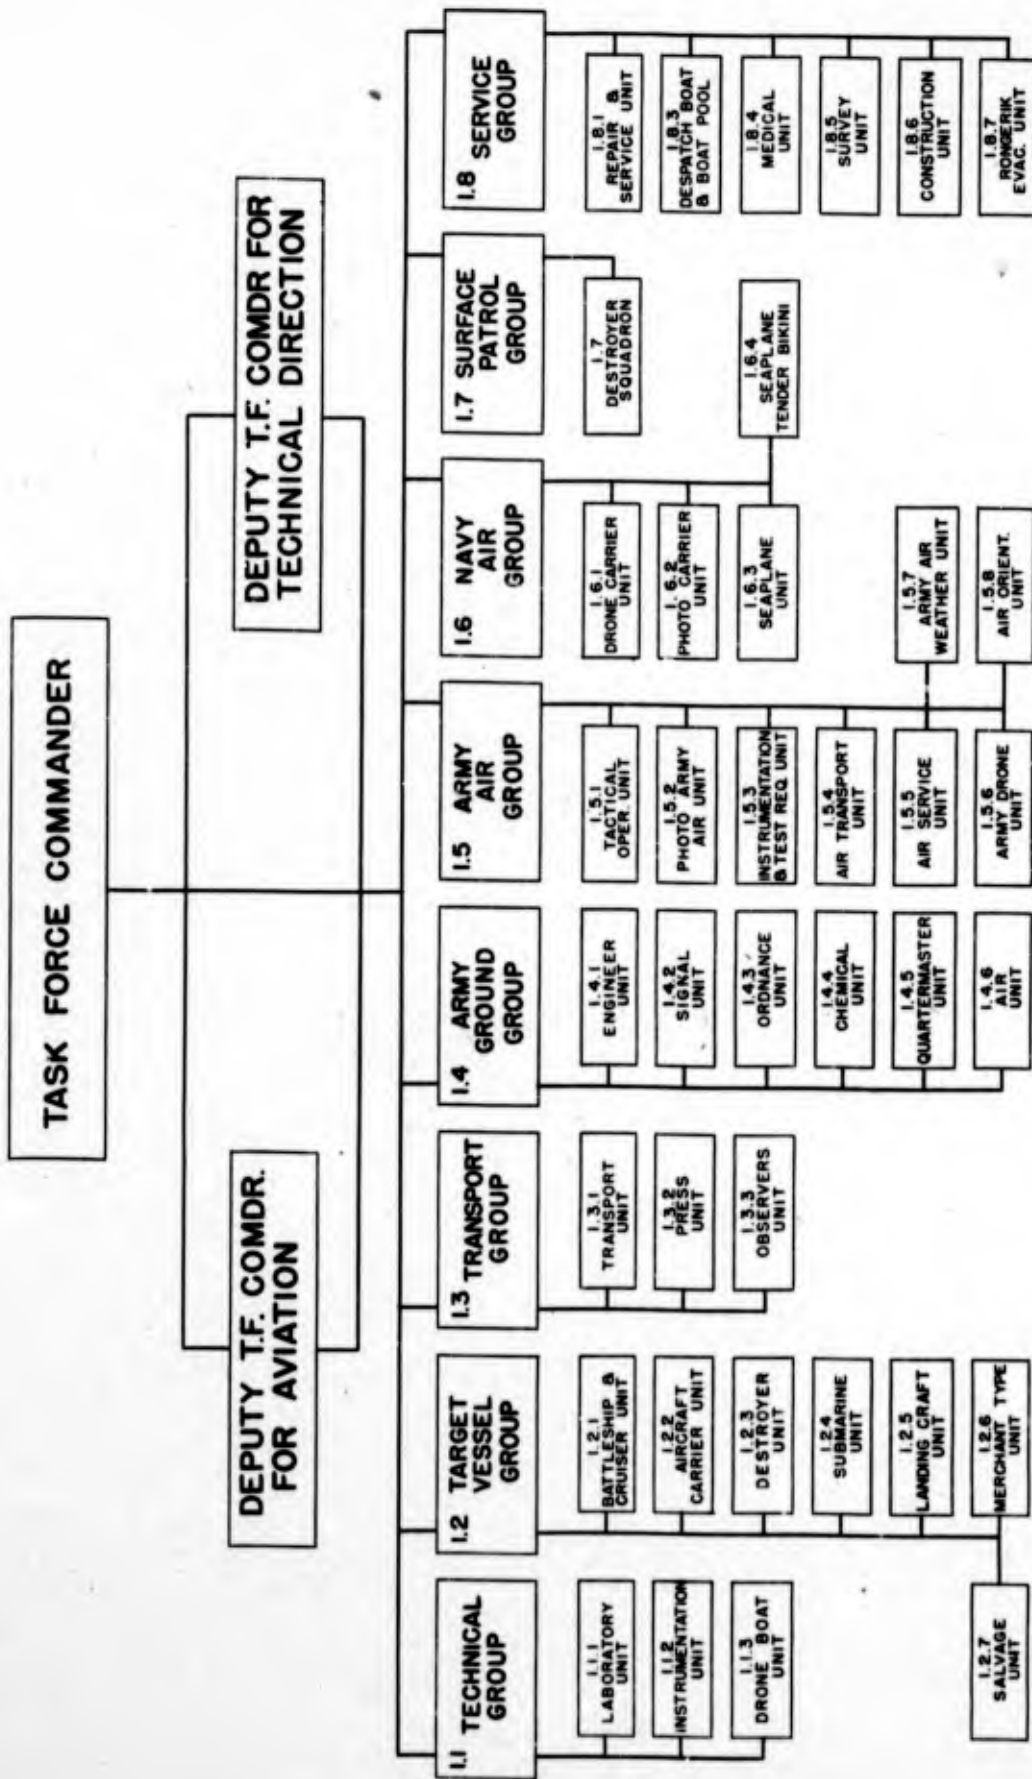 TASK FORCE COMMANDER
DEPUTY T.F. COMDR.
FOR AVIATION
DEPUTY T.F. COMDR FOR
TECHNICAL DIRECTION
1.1 TECHNICAL
GROUP
1.1.1
LABORATORY
UNIT
1.1.2
INSTRUMENTATION
UNIT
1.1.3
DRONE BOAT
UNIT
1.2 TARGET
VESSEL
GROUP
1.2.1
BATTLESHIP &
CRUISER UNIT
1.2.2
AIRCRAFT
CARRIER UNIT
1.2.3
DESTROYER
UNIT
1.2.4
SUBMARINE
UNIT
1.2.5
LANDING CRAFT
UNIT
1.2.6
MERCHANT TYPE
UNIT
1.2.7
SALVAGE
UNIT
1.3 TRANSPORT
GROUP
1.3.1
TRANSPORT
UNIT
1.3.2
PRESS
UNIT
1.3.3
OBSERVERS
UNIT
1.4 ARMY
GROUND
GROUP
1.4.1
ENGINEER
UNIT
1.4.2
SIGNAL
UNIT
1.4.3
ORDNANCE
UNIT
1.4.4
CHEMICAL
UNIT
1.4.5
QUARTERMASTER
UNIT
1.4.6
AIR
UNIT
1.5 ARMY
AIR
GROUP
1.5.1
TACTICAL
OPER. UNIT
1.5.2
PHOTO ARMY
AIR UNIT
1.5.3
INSTRUMENTATION
& TEST REQ. UNIT
1.5.4
AIR TRANSPORT
UNIT
1.5.5
AIR SERVICE
UNIT
1.5.6
ARMY DRONE
UNIT
1.5.7
ARMY AIR
WEATHER UNIT
1.5.8
AIR ORIENT.
UNIT
1.6 NAVY
AIR
GROUP
1.6.1
DRONE CARRIER
UNIT
1.6.2
PHOTO CARRIER
UNIT
1.6.3
SEAPLANE
UNIT
1.6.4
SEAPLANE
TENDER BIKINI
1.7 SURFACE
PATROL
GROUP
1.7
DESTROYER
SQUADRON
1.8 SERVICE
GROUP
1.8.1
REPAIR &
SERVICE UNIT
1.8.3
DESPATCH BOAT
& BOAT POOL
1.8.4
MEDICAL
UNIT
1.8.5
SURVEY
UNIT
1.8.6
CONSTRUCTION
UNIT
1.8.7
RONGERIK
EVAC. UNIT